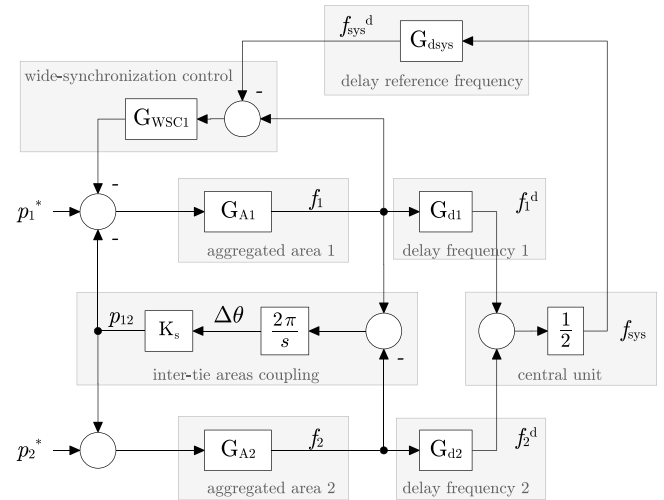 f_sys^d
G_dsys
-
wide-synchronization control
delay reference frequency
G_WSC1
-
p_1^*
G_A1
f_1
G_d1
f_1^d
-
aggregated area 1
delay frequency 1
p_12
K_s
Δθ
2 π
s
1
2
f_sys
-
inter-tie areas coupling
central unit
p_2^*
G_A2
f_2
G_d2
f_2^d
aggregated area 2
delay frequency 2